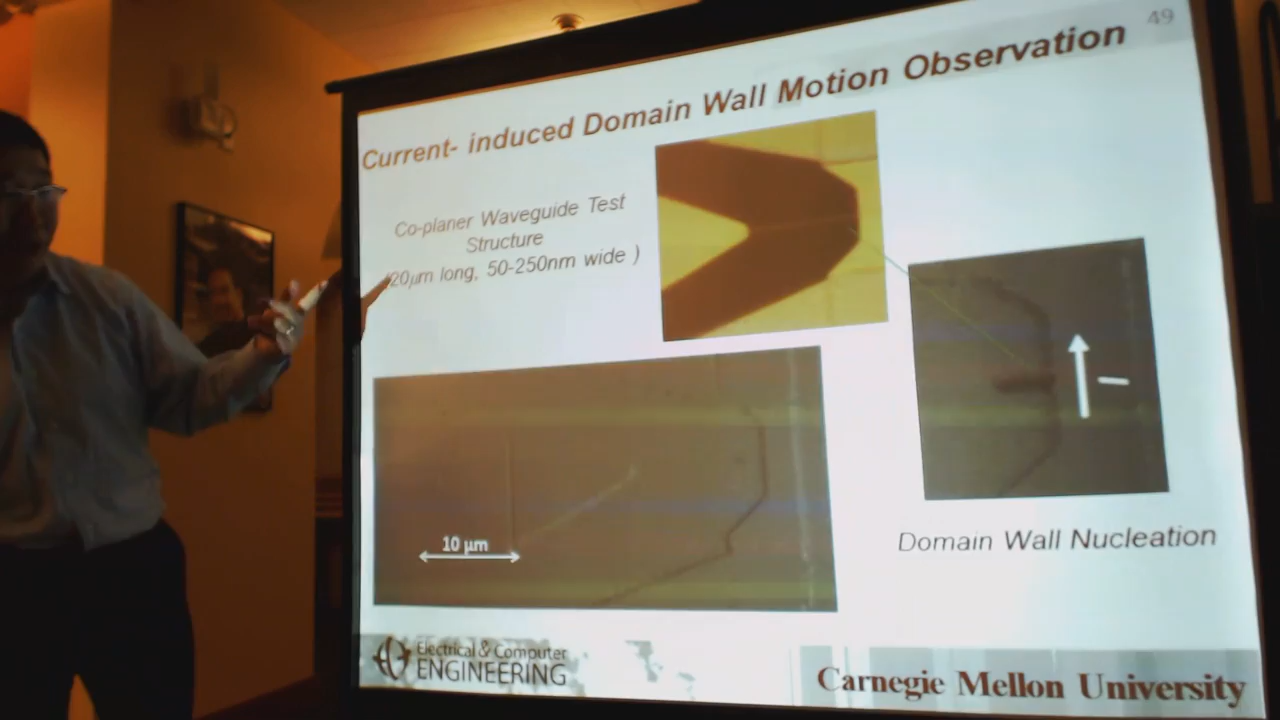 49
Current- induced Domain Wall Motion Observation
Co-planer Waveguide Test
Structure
(20μm long, 50-250nm wide )
10 μm
I
Domain Wall Nucleation
Electrical & Computer
ENGINEERING
Carnegie Mellon University